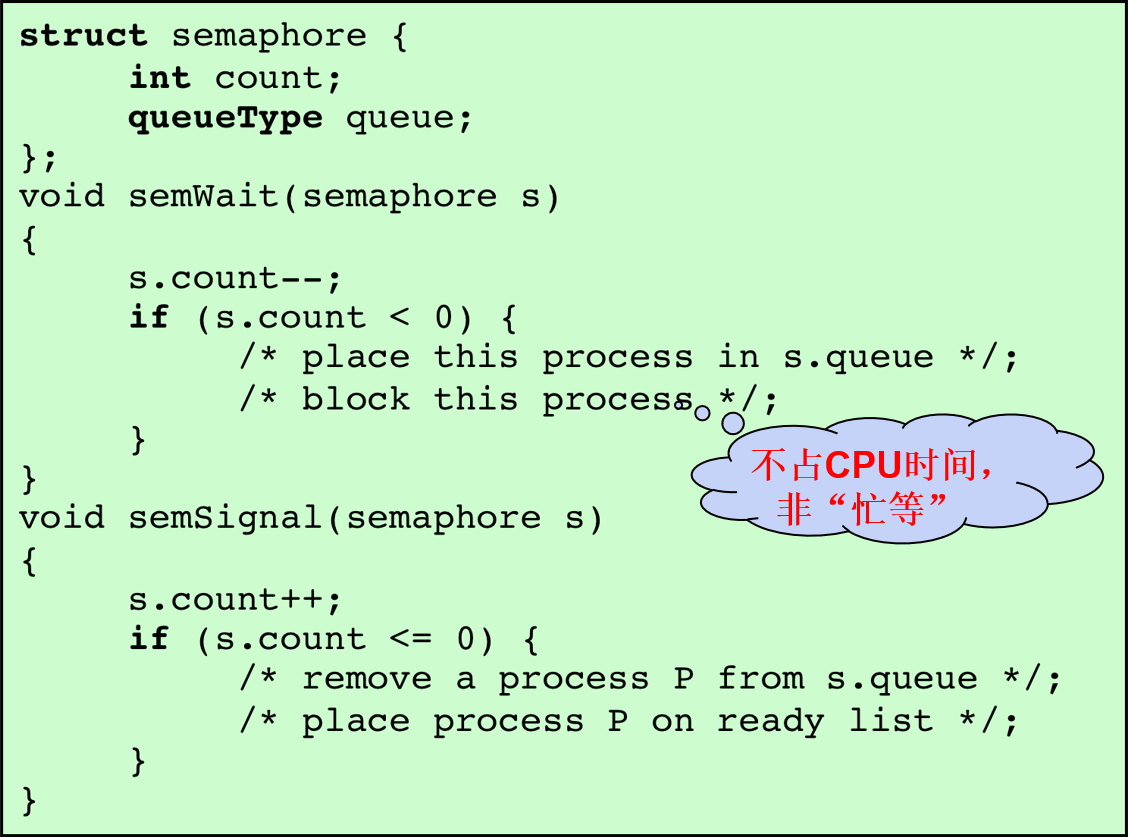 struct semaphore {
int count;
queueType queue;
};
void semWait(semaphore s)
{
s.count--;
if (s.count < 0) {
/* place this process in s.queue */;
/* block this process */;
}
}
不占CPU时间，
非“忙等”
void semSignal(semaphore s)
{
s.count++;
if (s.count <= 0) {
/* remove a process P from s.queue */;
/* place process P on ready list */;
}
}